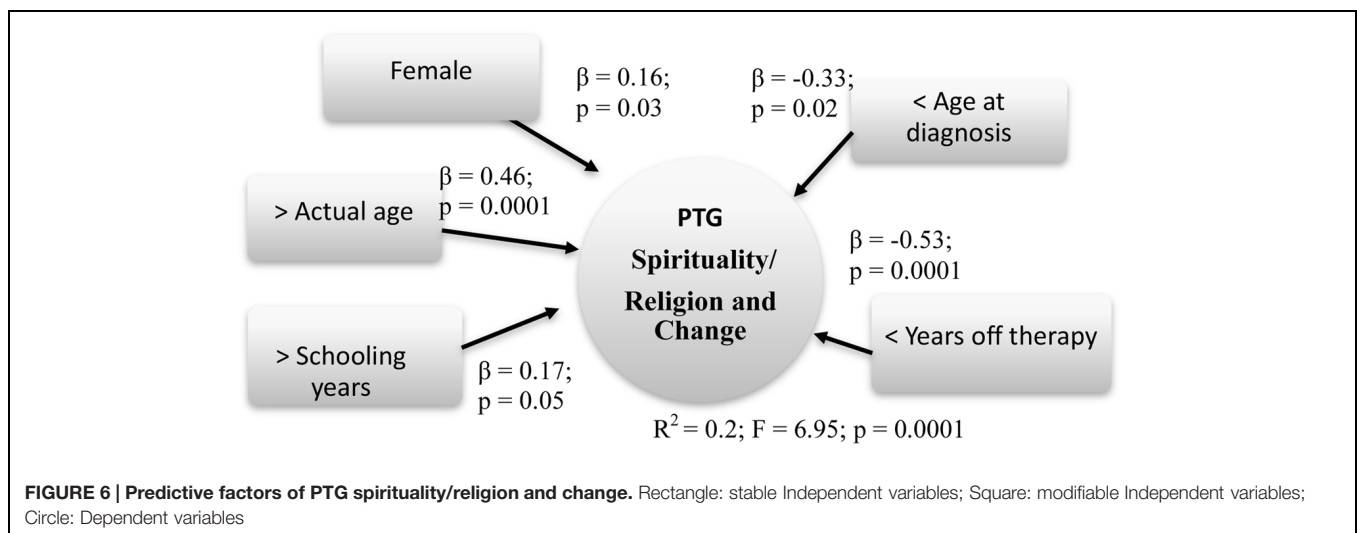 Female
β = 0.16;
p = 0.03
β = -0.33;
p = 0.02
< Age at
diagnosis
> Actual age
β = 0.46;
p = 0.0001
PTG
Spirituality/
Religion and
Change
β = -0.53;
p = 0.0001
> Schooling
years
β = 0.17;
p = 0.05
< Years off therapy
R² = 0.2; F = 6.95; p = 0.0001
FIGURE 6 | Predictive factors of PTG spirituality/religion and change. Rectangle: stable Independent variables; Square: modifiable Independent variables;
Circle: Dependent variables